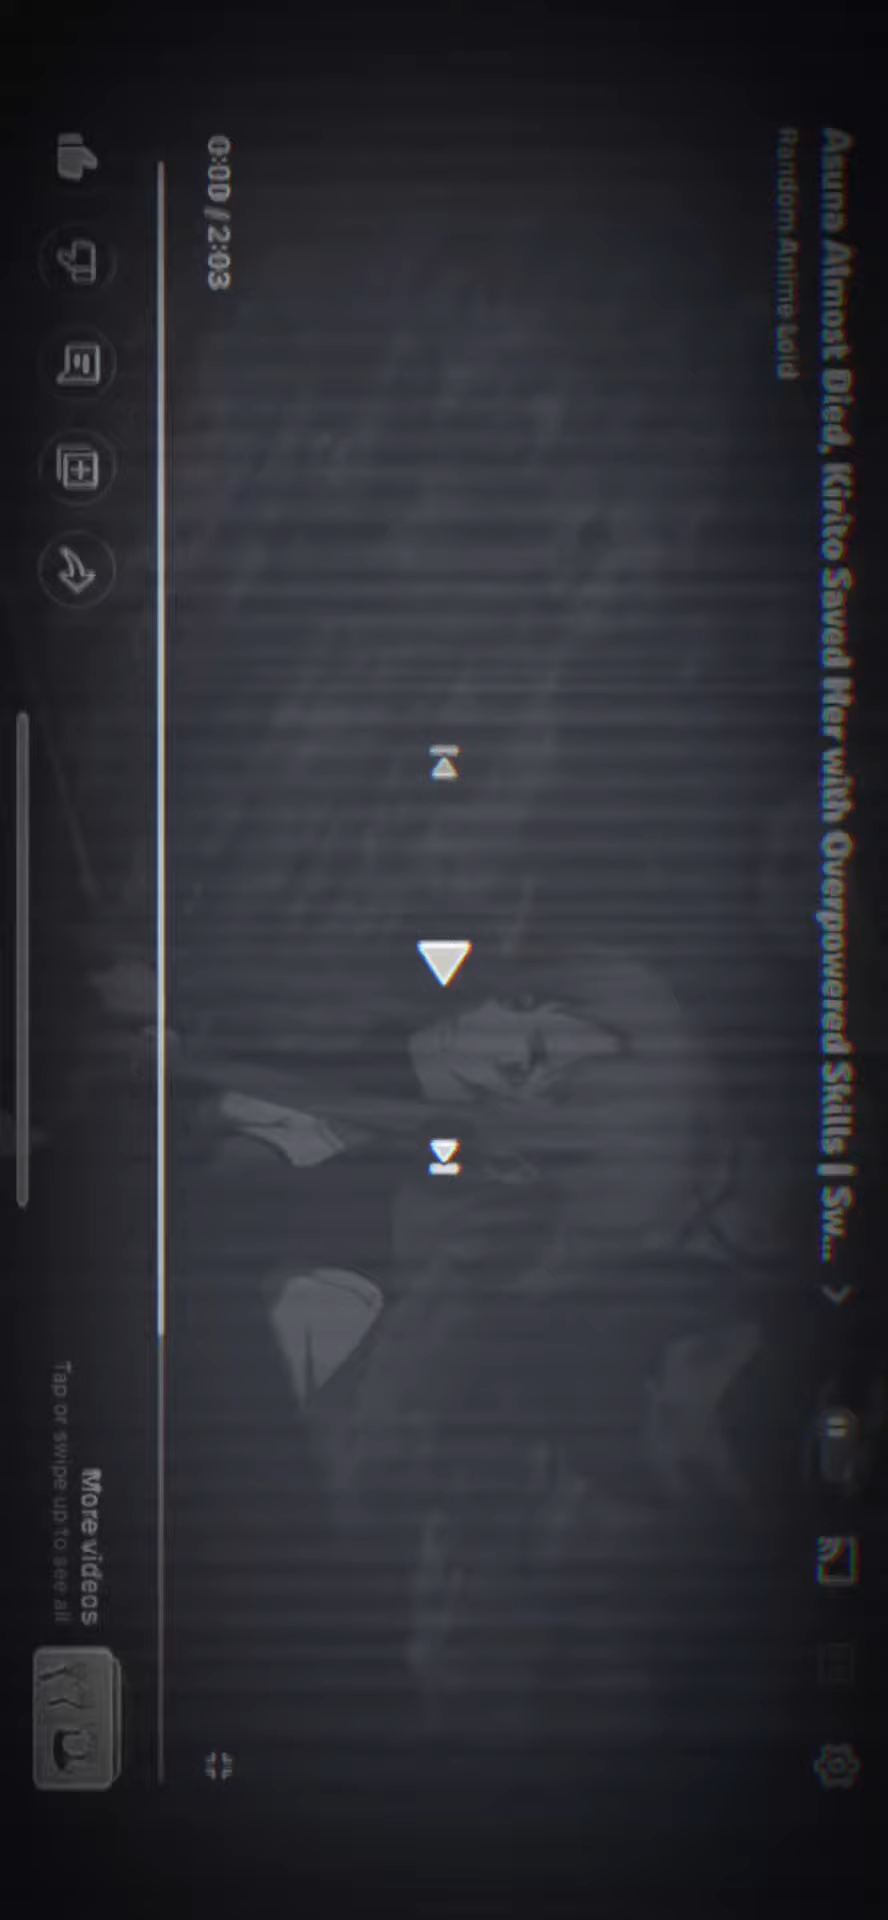 Asuna Almost Died, Kirito Saved Her with Overpowered Skills | Sw...
Random Anime Loid
0:00 / 2:03
More videos
Tap or swipe up to see all